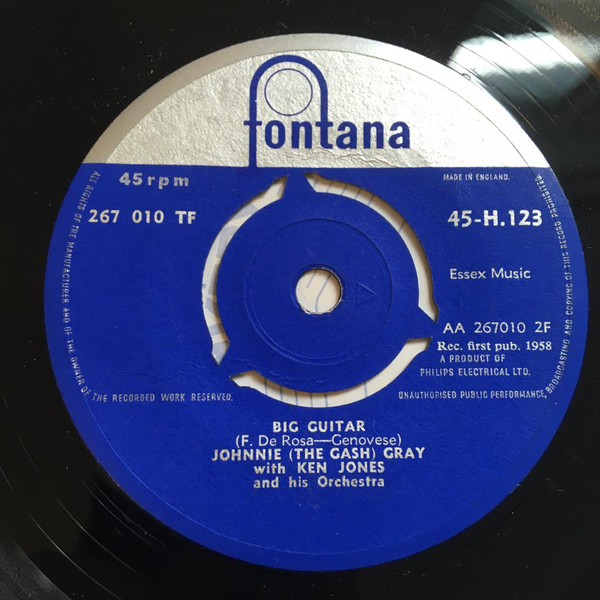 fontana
45 rpm
MADE IN ENGLAND.
267 010 TF
45-H.123
Essex Music
AA 267010 2F
Rec. first pub. 1958
A PRODUCT OF
PHILIPS ELECTRICAL LTD.
ALL RIGHTS OF THE MANUFACTURER AND OF THE OWNER OF THE RECORDED WORK RESERVED.
UNAUTHORISED PUBLIC PERFORMANCE, BROADCASTING AND COPYING OF THIS RECORD PROHIBITED
BIG GUITAR
(F. De Rosa—Genovese)
JOHNNIE (THE GASH) GRAY
with KEN JONES
and his Orchestra